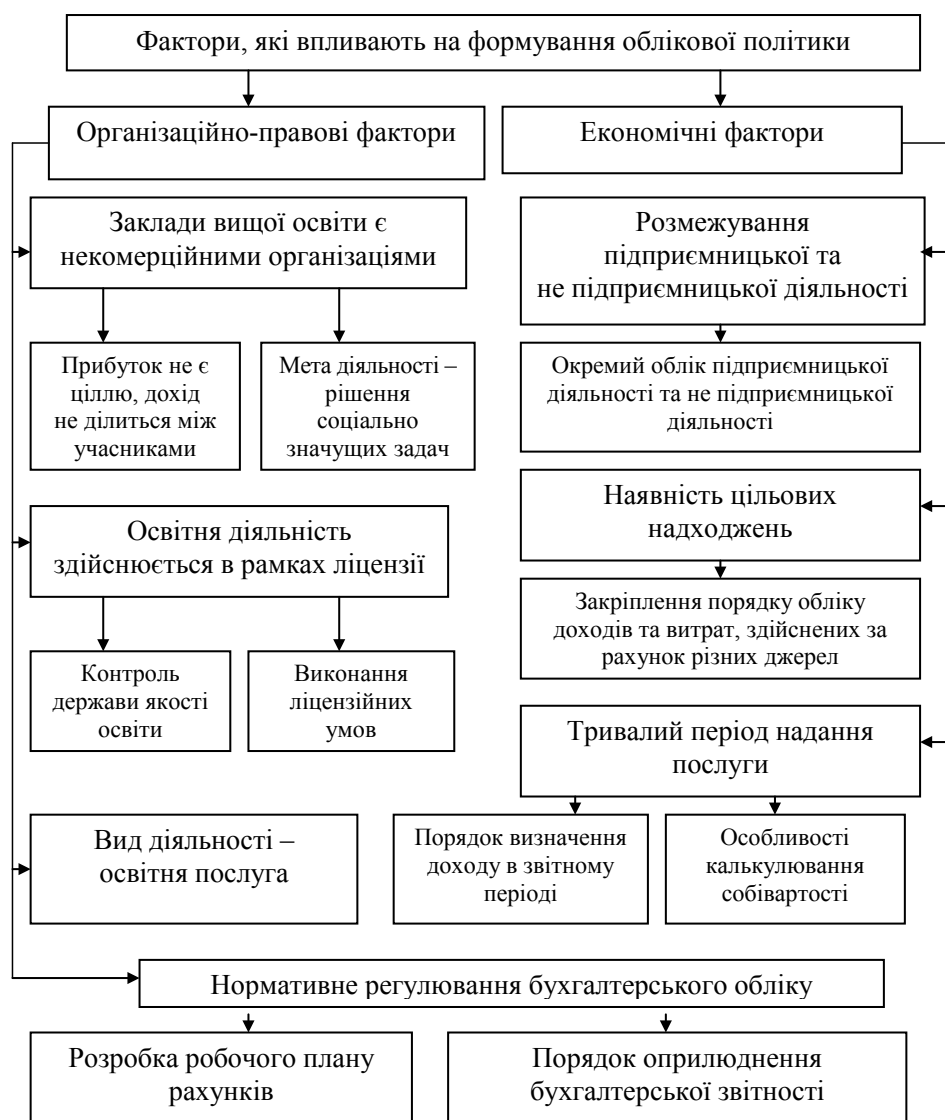 Фактори, які впливають на формування облікової політики
Організаційно-правові фактори
Економічні фактори
Заклади вищої освіти є
некомерційними організаціями
Розмежування
підприємницької та
не підприємницької діяльності
Прибуток не є
ціллю, дохід
не ділиться між
учасниками
Мета діяльності –
рішення
соціально
значущих задач
Окремий облік підприємницької
діяльності та не підприємницької
діяльності
Наявність цільових
надходжень
Освітня діяльність
здійснюється в рамках ліцензії
Закріплення порядку обліку
доходів та витрат, здійснених за
рахунок різних джерел
Контроль
держави якості
освіти
Виконання
ліцензійних
умов
Тривалий період надання
послуги
Вид діяльності –
освітня послуга
Порядок визначення
доходу в звітному
періоді
Особливості
калькулювання
собівартості
Нормативне регулювання бухгалтерського обліку
Розробка робочого плану
рахунків
Порядок оприлюднення
бухгалтерської звітності